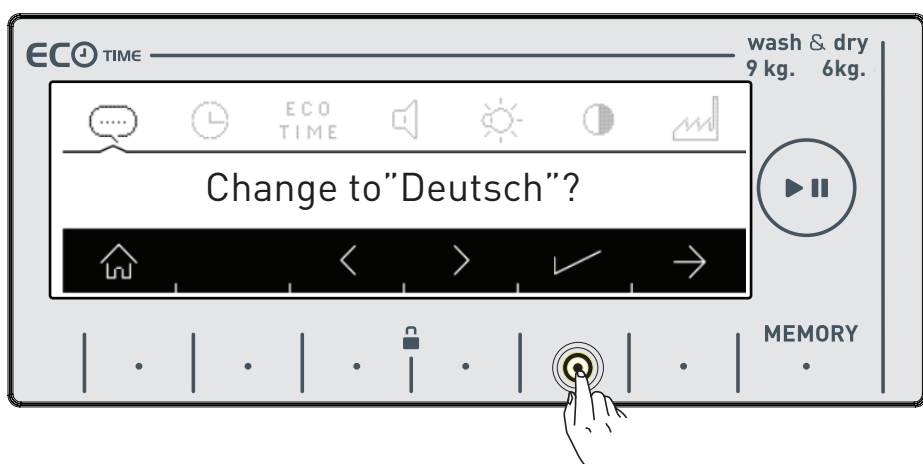 ECO TIME
wash & dry
9 kg. 6kg.
ECO
TIME
Change to”Deutsch”?
MEMORY